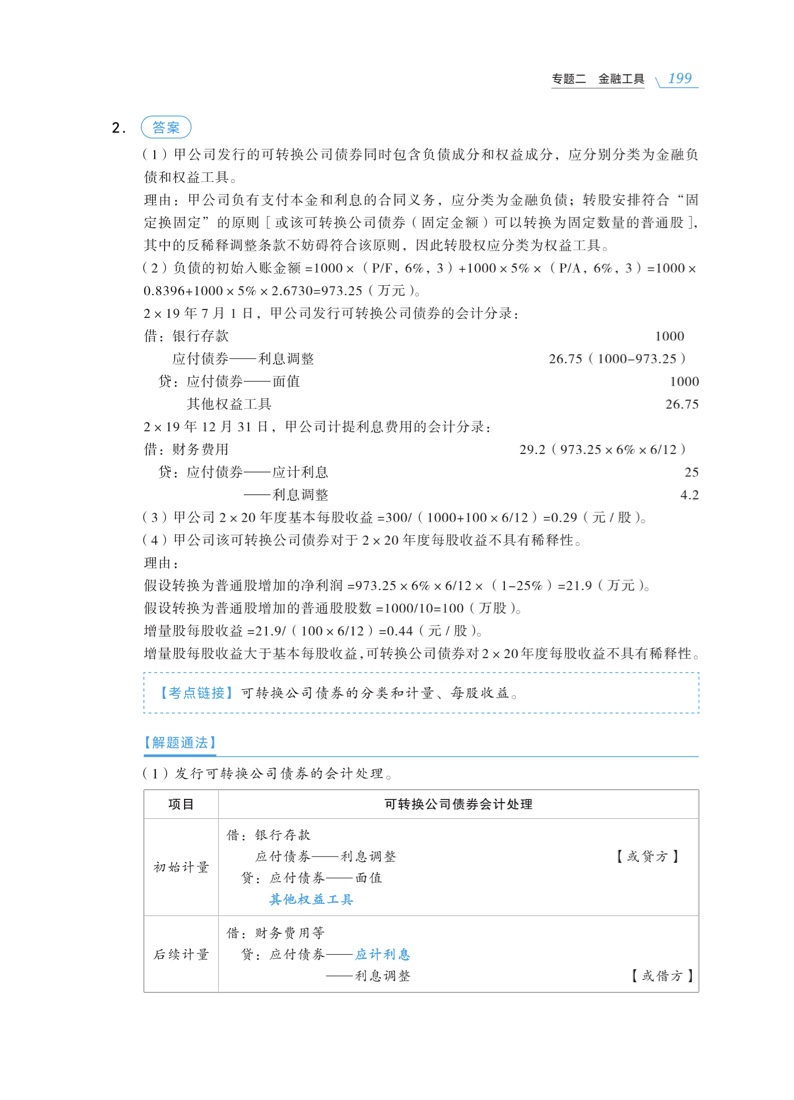 专题二　金融工具　199
2. 答案
（1）甲公司发行的可转换公司债券同时包含负债成分和权益成分，应分别分类为金融负
债和权益工具。
理由：甲公司负有支付本金和利息的合同义务，应分类为金融负债；转股安排符合“固
定换固定”的原则［或该可转换公司债券（固定金额）可以转换为固定数量的普通股］，
其中的反稀释调整条款不妨碍符合该原则，因此转股权应分类为权益工具。
（2）负债的初始入账金额 =1000 ×（P/F，6%，3）+1000 × 5% ×（P/A，6%，3）=1000 ×
0.8396+1000 × 5% × 2.6730=973.25（万元）。
2 × 19 年 7 月 1 日，甲公司发行可转换公司债券的会计分录：
借：银行存款　1000
应付债券——利息调整　26.75（1000-973.25）
贷：应付债券——面值　1000
其他权益工具　26.75
2 × 19 年 12 月 31 日，甲公司计提利息费用的会计分录：
借：财务费用　29.2（973.25 × 6% × 6/12）
贷：应付债券——应计利息　25
——利息调整　4.2
（3）甲公司 2 × 20 年度基本每股收益 =300/（1000+100 × 6/12）=0.29（元 / 股）。
（4）甲公司该可转换公司债券对于 2 × 20 年度每股收益不具有稀释性。
理由：
假设转换为普通股增加的净利润 =973.25 × 6% × 6/12 ×（1-25%）=21.9（万元）。
假设转换为普通股增加的普通股股数 =1000/10=100（万股）。
增量股每股收益 =21.9/（100 × 6/12）=0.44（元 / 股）。
增量股每股收益大于基本每股收益，可转换公司债券对 2 × 20 年度每股收益不具有稀释性。
【考点链接】可转换公司债券的分类和计量、每股收益。
【解题通法】
（1）发行可转换公司债券的会计处理。
项目　可转换公司债券会计处理
初始计量
借：银行存款
应付债券——利息调整　【或贷方】
贷：应付债券——面值
其他权益工具
后续计量
借：财务费用等
贷：应付债券——应计利息
——利息调整　【或借方】